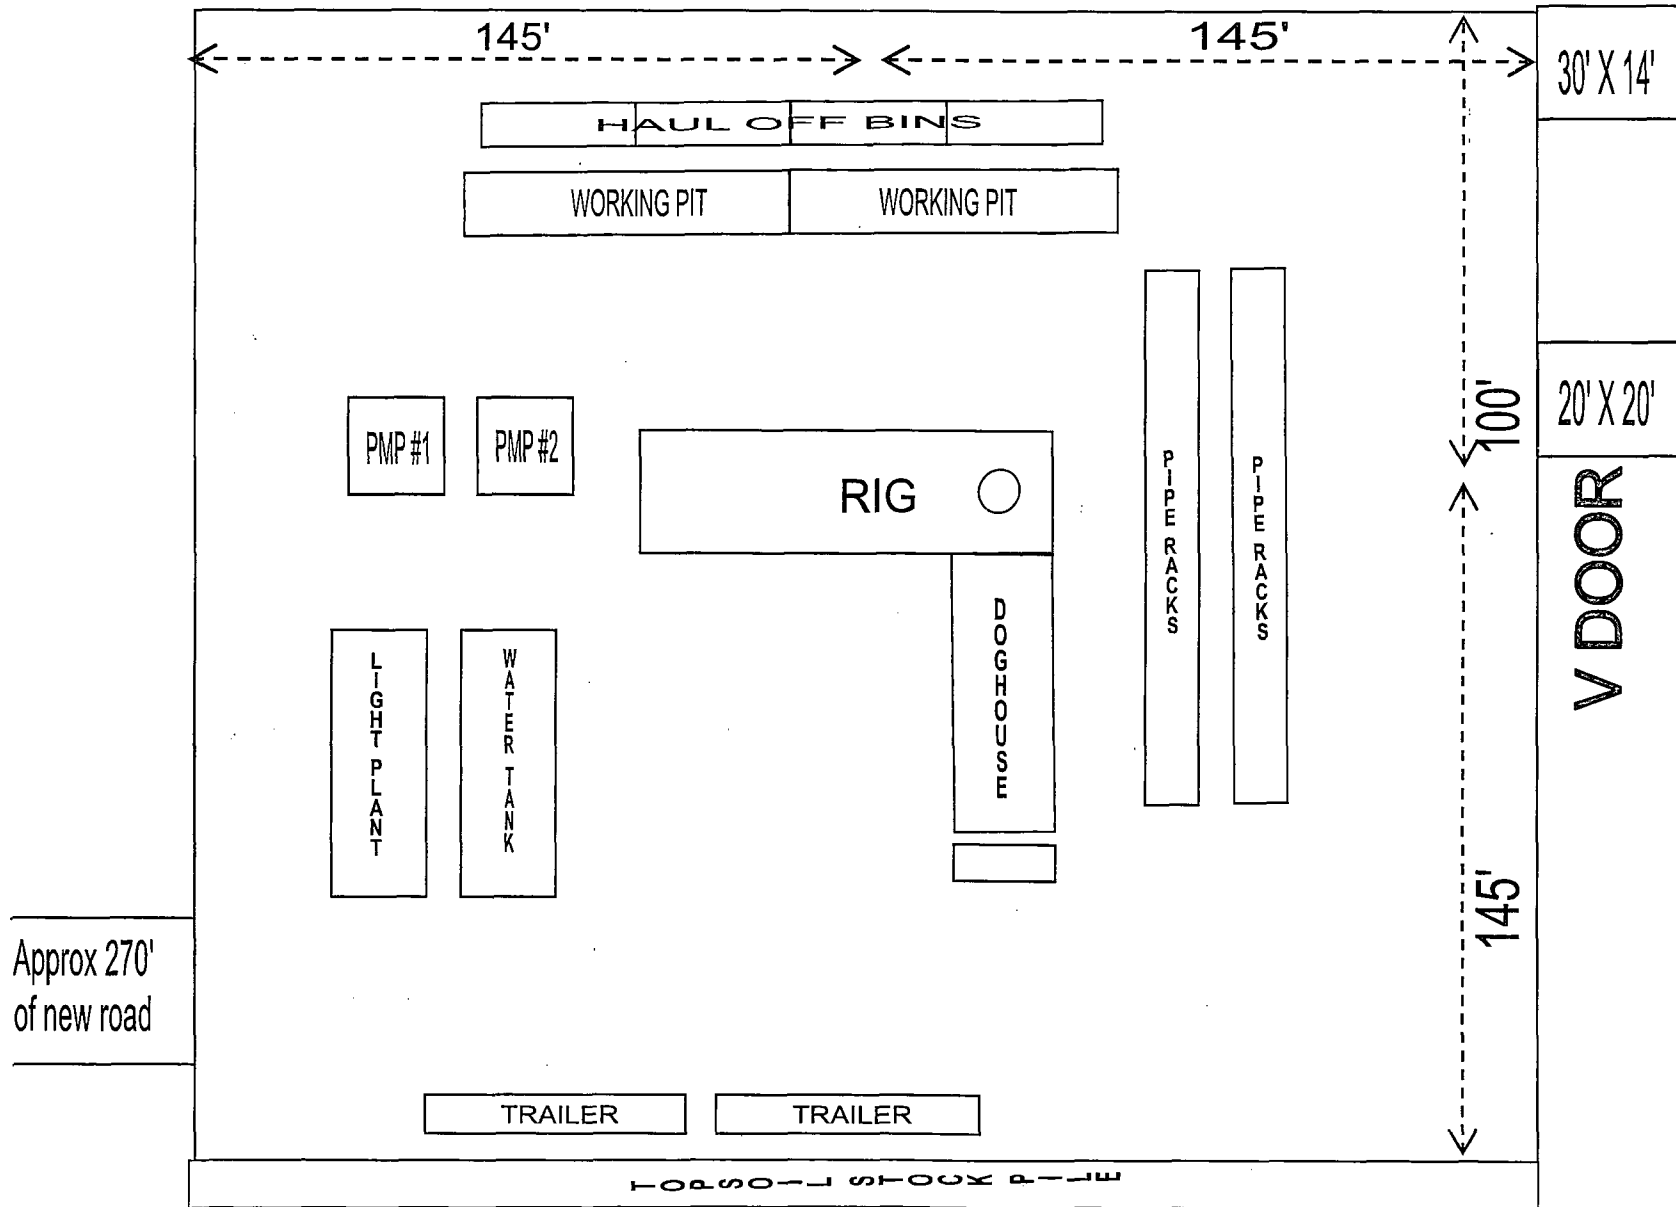 145'
145'
30' X 14'
HAUL OFF BINS
WORKING PIT
WORKING PIT
100'
20' X 20'
PMP #1
PMP #2
RIG
PIPE RACKS
PIPE RACKS
V DOOR
DOGHOUSE
LIGHT PLANT
WATER TANK
145'
Approx 270'
of new road
TRAILER
TRAILER
TOPSOIL STOCK PILE